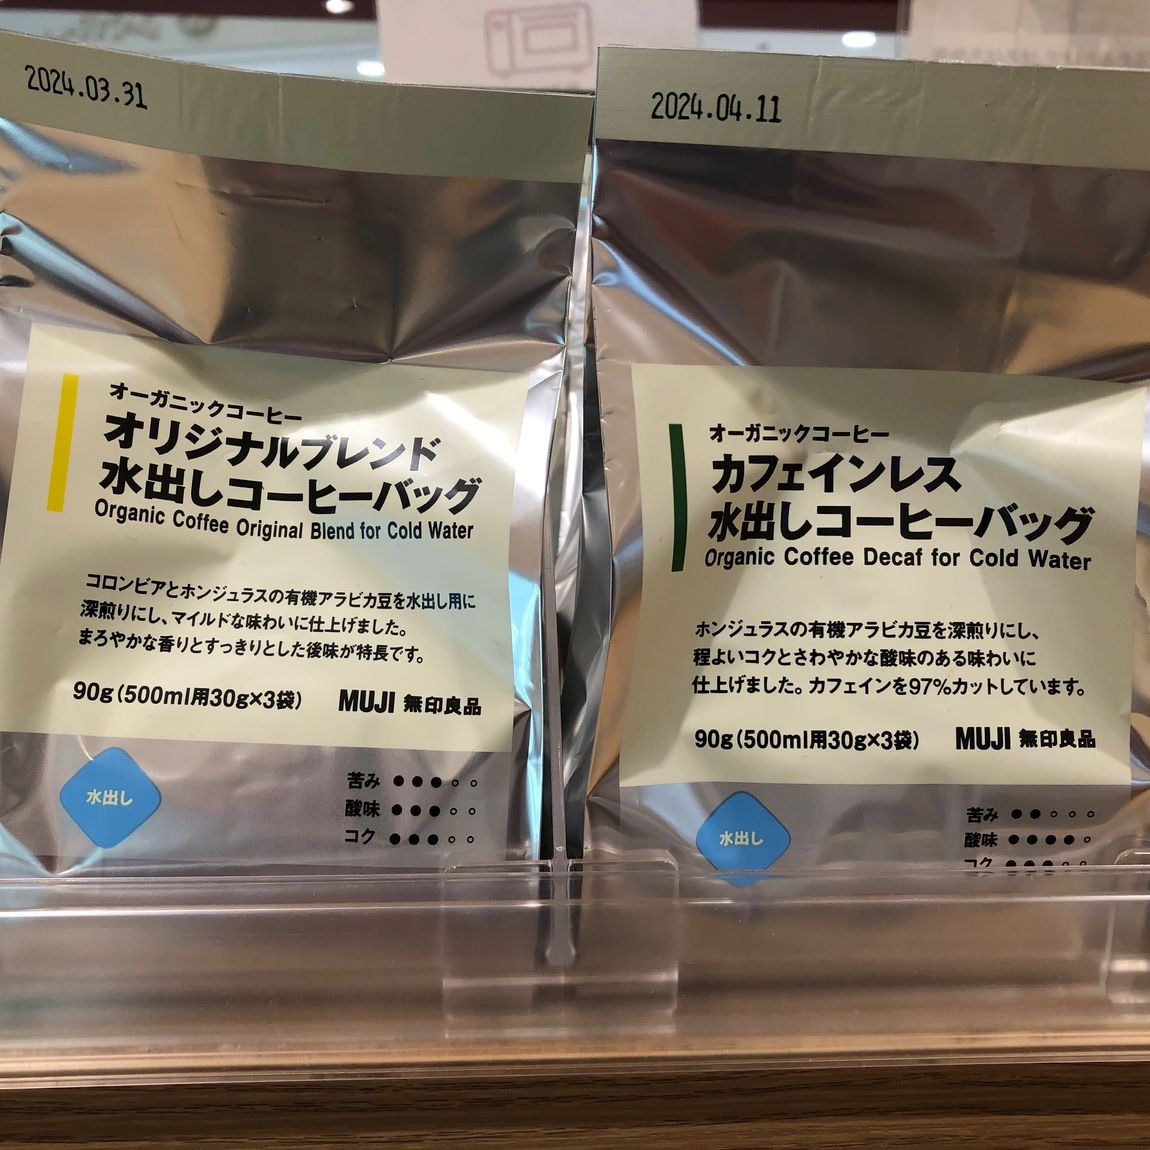 2024.03.31
オーガニックコーヒー
オリジナルブレンド
水出しコーヒーバッグ
Organic Coffee Original Blend for Cold Water
コロンビアとホンジュラスの有機アラビカ豆を水出し用に
深煎りにし、マイルドな味わいに仕上げました。
まろやかな香りとすっきりとした後味が特長です。
90g(500ml用30g×3袋) MUJI 無印良品
水出し
苦み ●●●○○
酸味 ●●●○○
コク ●●●○○
2024.04.11
オーガニックコーヒー
カフェインレス
水出しコーヒーバッグ
Organic Coffee Decaf for Cold Water
ホンジュラスの有機アラビカ豆を深煎りにし、
程よいコクとさわやかな酸味のある味わいに
仕上げました。カフェインを97%カットしています。
90g(500ml用30g×3袋) MUJI 無印良品
水出し
苦み ●●○○○
酸味 ●●●●○
コク ●●●○○